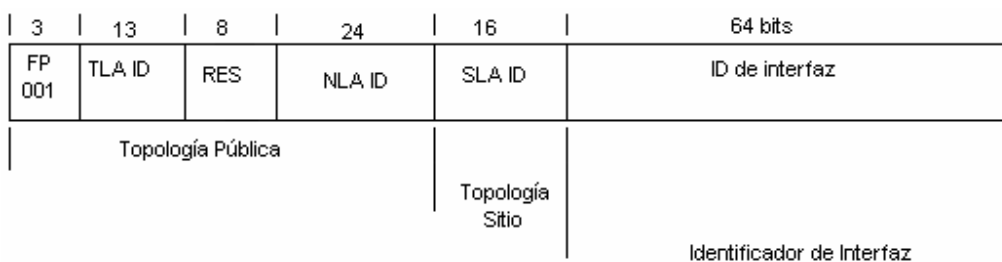 3 13 8 24 16 64 bits
FP 001 TLA ID RES NLA ID SLA ID ID de interfaz
Topología Pública
Topología
Sitio
Identificador de Interfaz